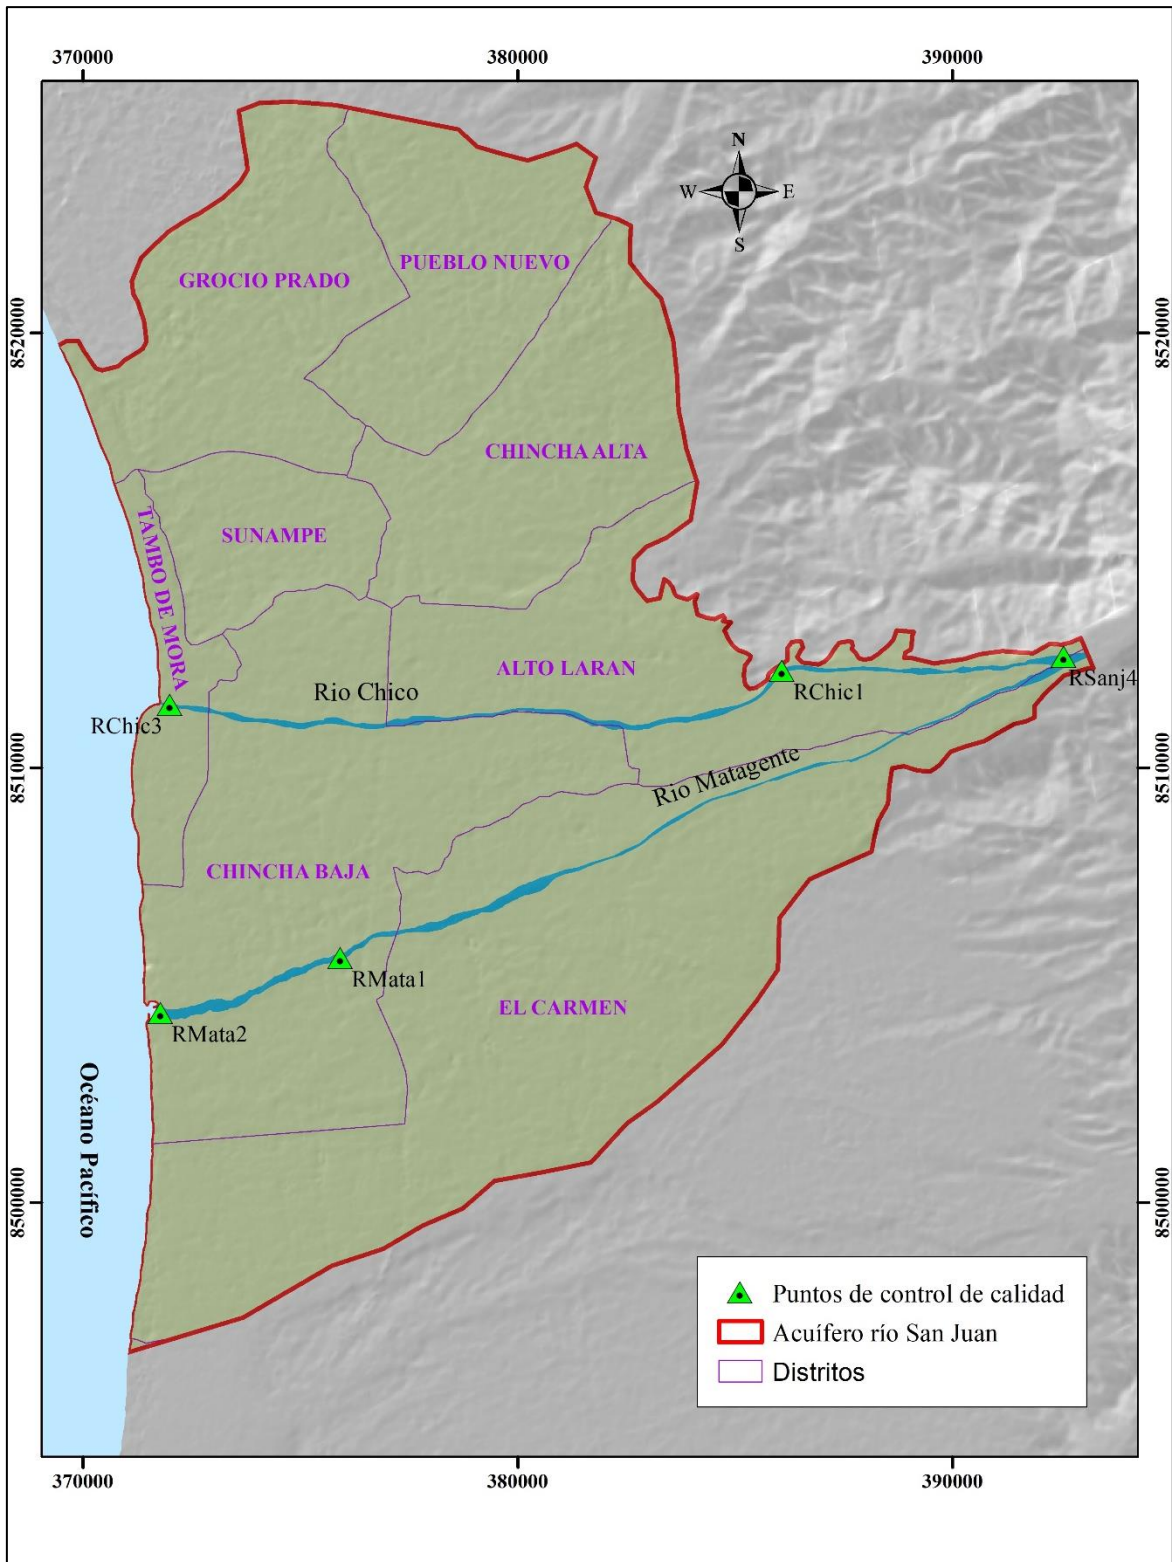 370000
380000
390000
N
W
E
S
8520000
8520000
GROCIO PRADO
PUEBLO NUEVO
CHINCHA ALTA
SUNAMPE
TAMBO DE MORA
ALTO LARAN
Rio Chico
RChic1
RSanj4
RChic3
8510000
8510000
Rio Matagente
CHINCHA BAJA
RMata1
EL CARMEN
RMata2
Océano Pacífico
8500000
8500000
Puntos de control de calidad
Acuífero río San Juan
Distritos
370000
380000
390000